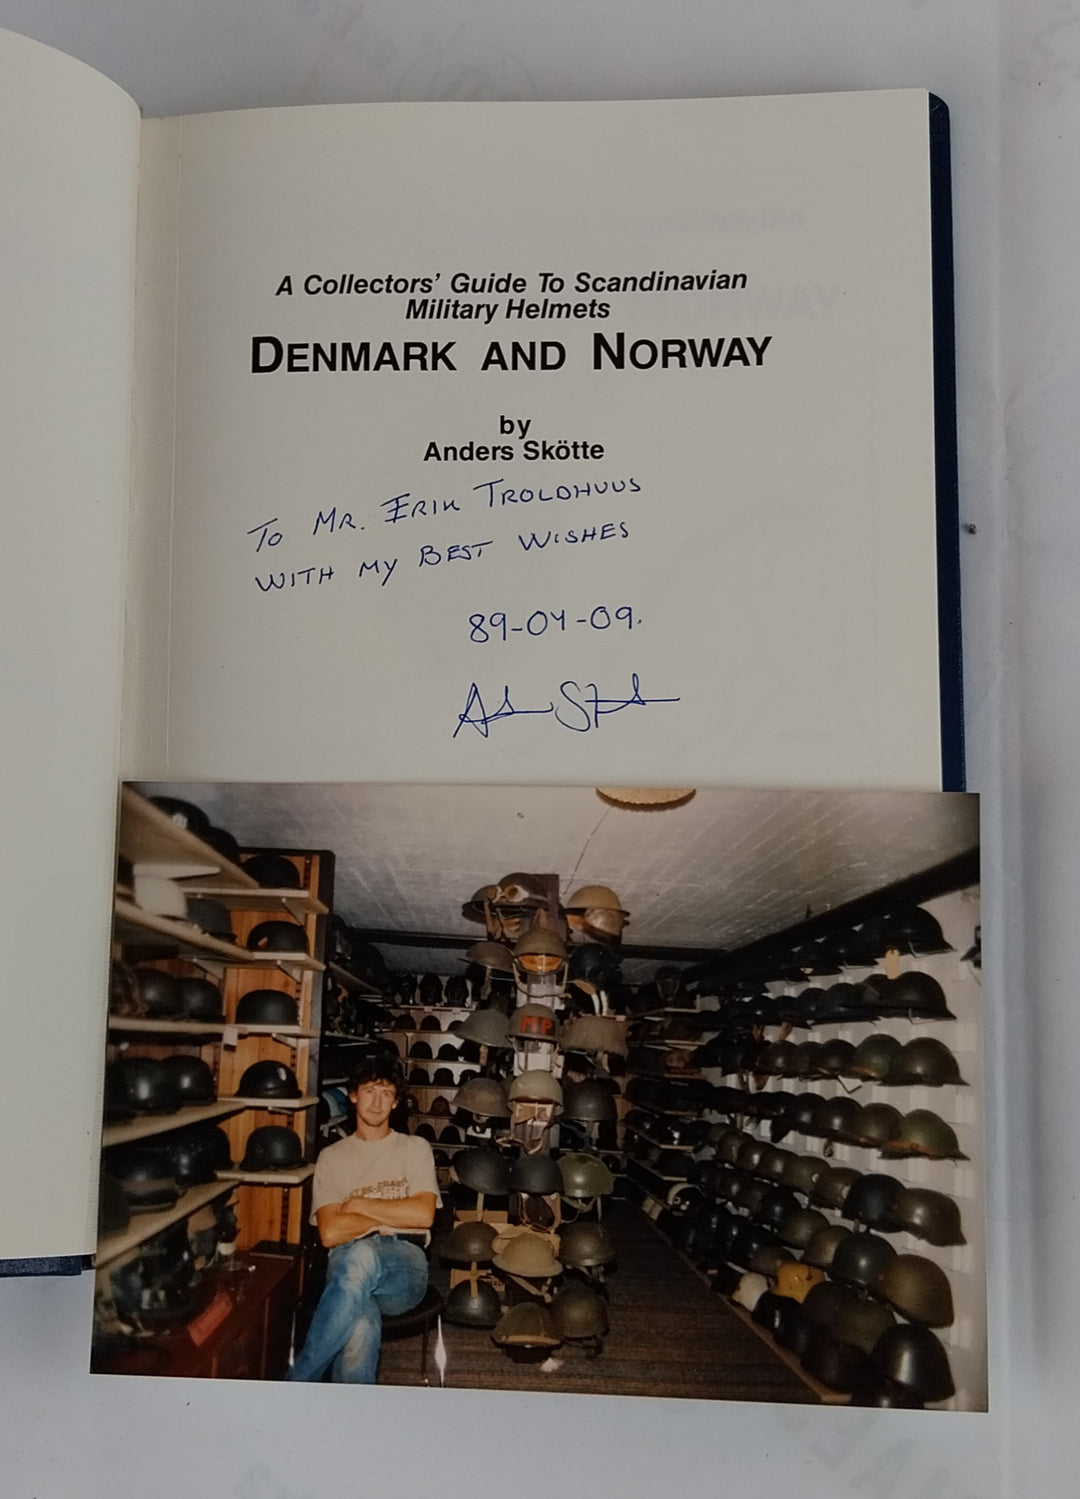 A Collectors' Guide To Scandinavian
Military Helmets
DENMARK AND NORWAY
by
Anders Skötte
TO MR. ERIK TROLDHUUS
WITH MY BEST WISHES
89-04-09.
MP